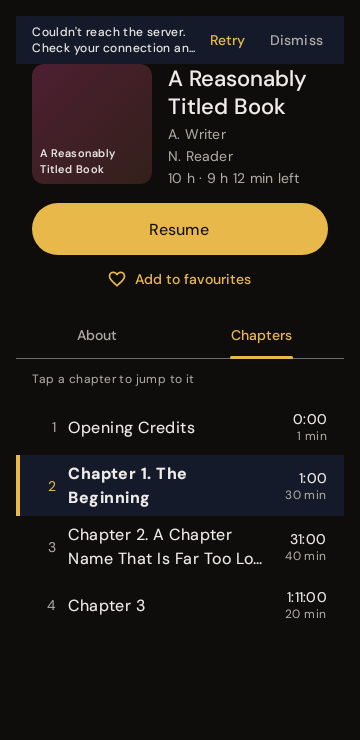 Couldn't reach the server.
Check your connection an...
Retry
Dismiss
A Reasonably
Titled Book
A Reasonably
Titled Book
A. Writer
N. Reader
10 h · 9 h 12 min left
Resume
Add to favourites
About
Chapters
Tap a chapter to jump to it
1
Opening Credits
0:00
1 min
2
Chapter 1. The
Beginning
1:00
30 min
3
Chapter 2. A Chapter
Name That Is Far Too Lo...
31:00
40 min
4
Chapter 3
1:11:00
20 min